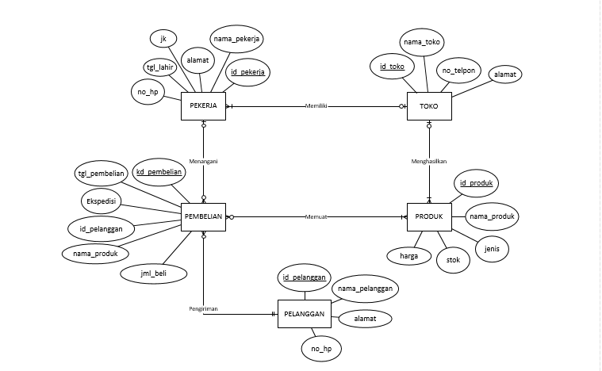 jk
nama_pekerja
alamat
tgl_lahir
id_pekerja
no_hp
PEKERJA
nama_toko
id_toko
no_telpon
alamat
TOKO
Memiliki
Menangani
Menghasilkan
tgl_pembelian
kd_pembelian
Ekspedisi
id_pelanggan
nama_produk
jml_beli
PEMBELIAN
Memuat
id_produk
nama_produk
jenis
stok
harga
PRODUK
Pengiriman
id_pelanggan
nama_pelanggan
alamat
no_hp
PELANGGAN